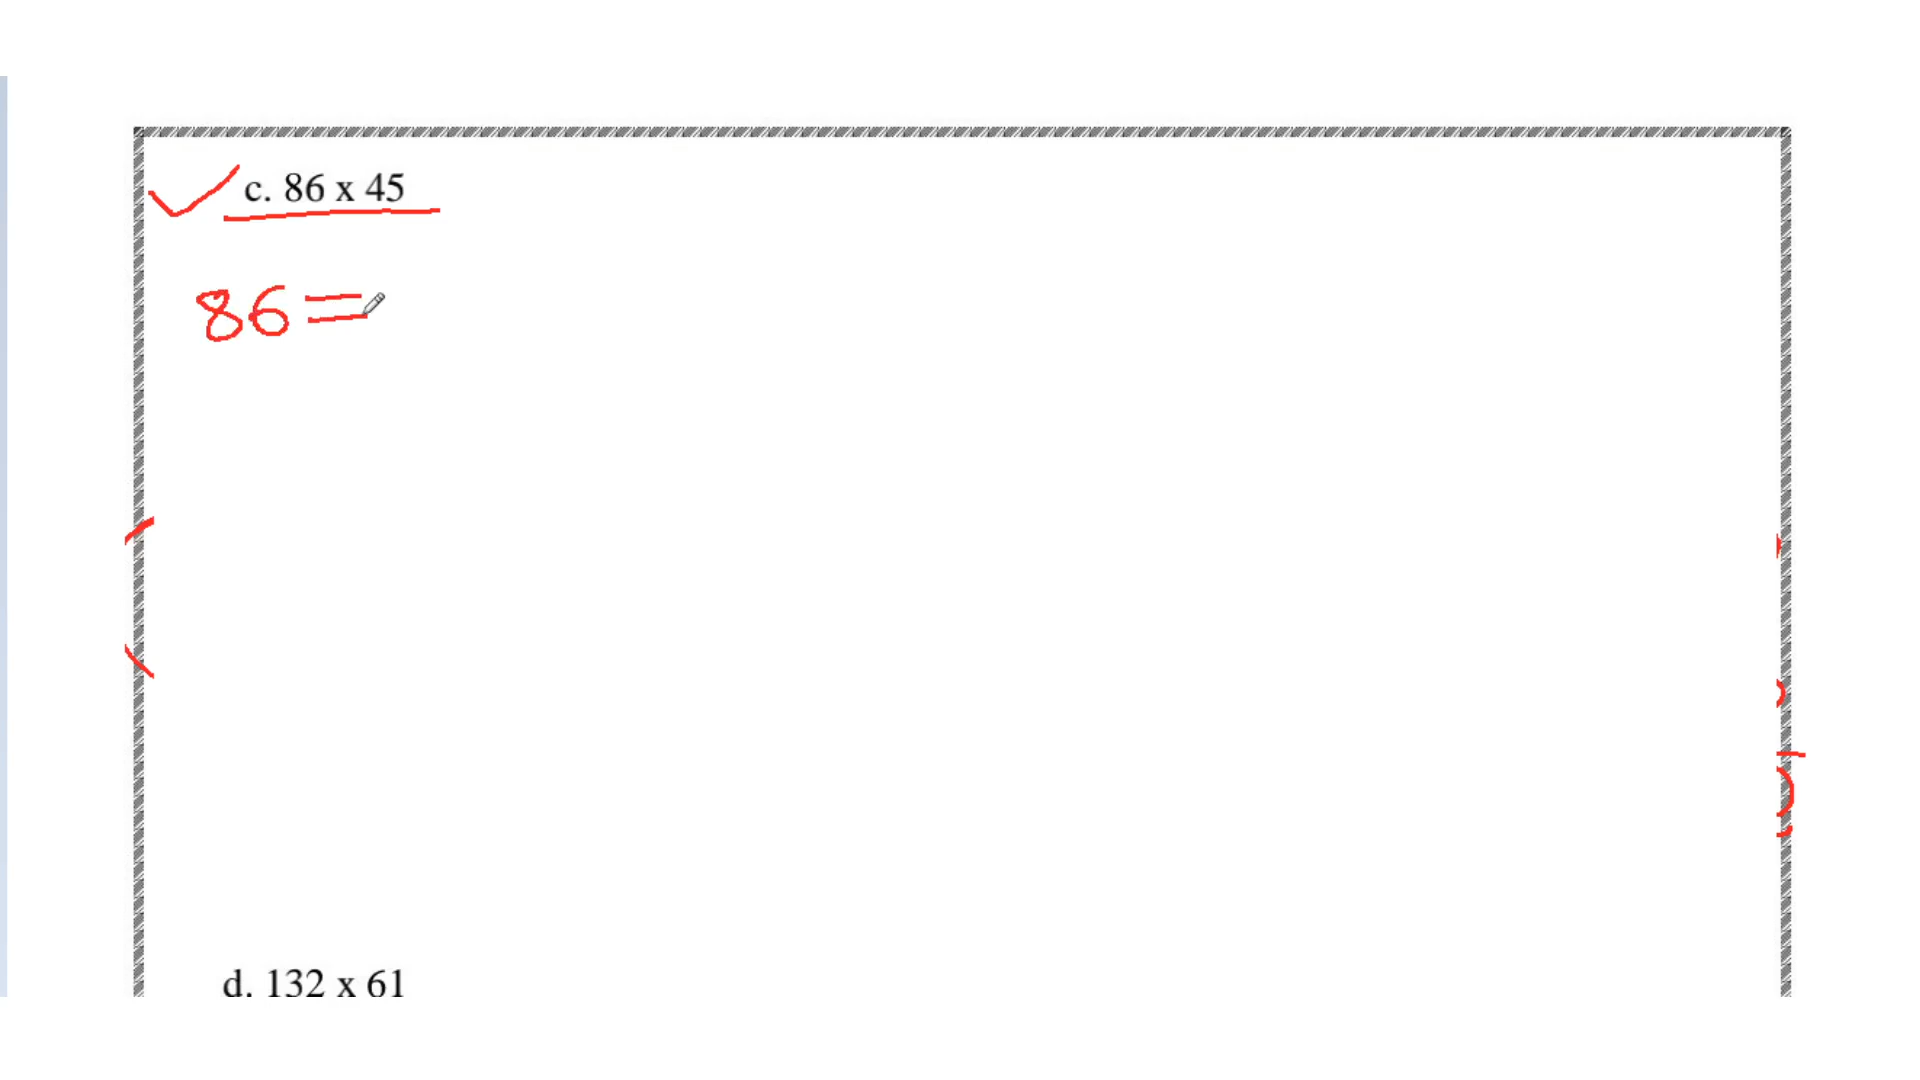 c. 86 x 45
86 =
d. 132 x 61